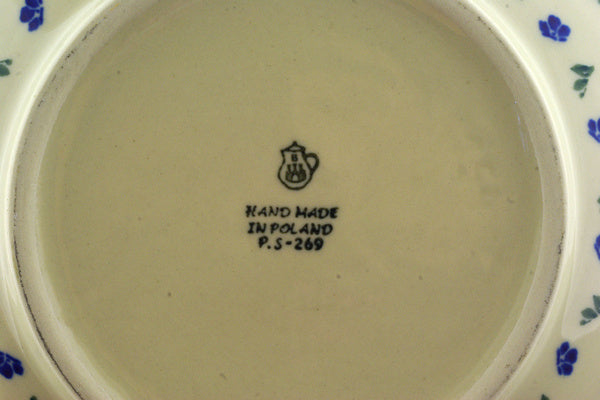 B
HAND MADE
IN POLAND
P.S-269